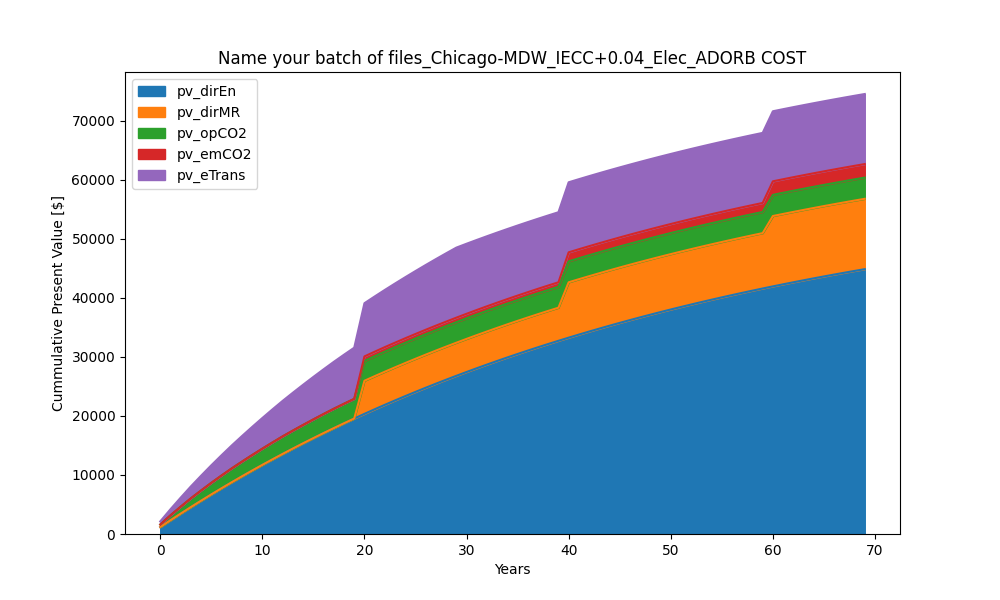 Name your batch of files_Chicago-MDW_IECC+0.04_Elec_ADORB COST
pv_dirEn
pv_dirMR
pv_opCO2
pv_emCO2
pv_eTrans
Cummulative Present Value [$]
70000
60000
50000
40000
30000
20000
10000
0
0 10 20 30 40 50 60 70
Years